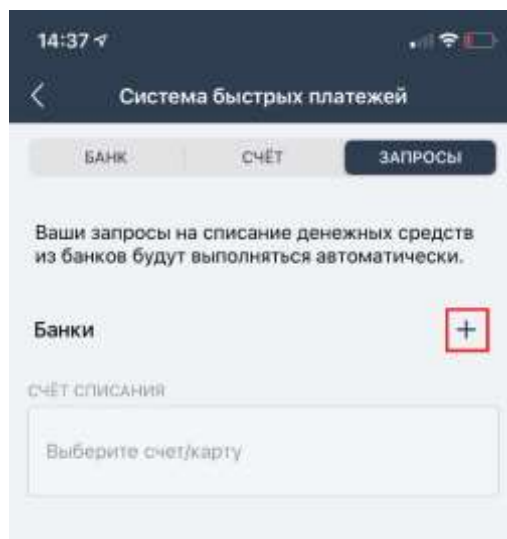 14:37
Система быстрых платежей
БАНК СЧЁТ ЗАПРОСЫ
Ваши запросы на списание денежных средств
из банков будут выполняться автоматически.
Банки +
СЧЁТ СПИСАНИЯ
Выберите счет/карту